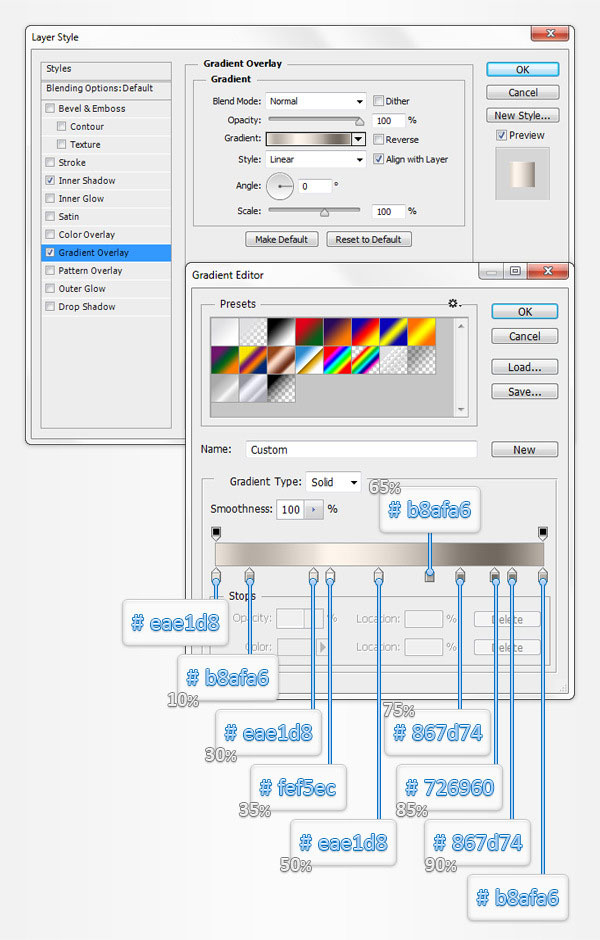 Layer Style
Styles
Blending Options: Default
Bevel & Emboss
Contour
Texture
Stroke
Inner Shadow
Inner Glow
Satin
Color Overlay
Gradient Overlay
Pattern Overlay
Outer Glow
Drop Shadow
Gradient Overlay
Gradient
Blend Mode: Normal Dither
Opacity: 100 %
Gradient: Reverse
Style: Linear Align with Layer
Angle: 0 °
Scale: 100 %
Make Default Reset to Default
OK
Cancel
New Style...
Preview
Gradient Editor
Presets
OK
Cancel
Load...
Save...
Name: Custom New
Gradient Type: Solid
Smoothness: 100 %
65%
# b8afa6
Stops
Opacity: % Location: % Delete
Color: Location: % Delete
# eae1d8
# b8afa6
10%
# eae1d8
30%
# fef5ec
35%
# eae1d8
50%
75%
# 867d74
# 726960
85%
# 867d74
90%
# b8afa6